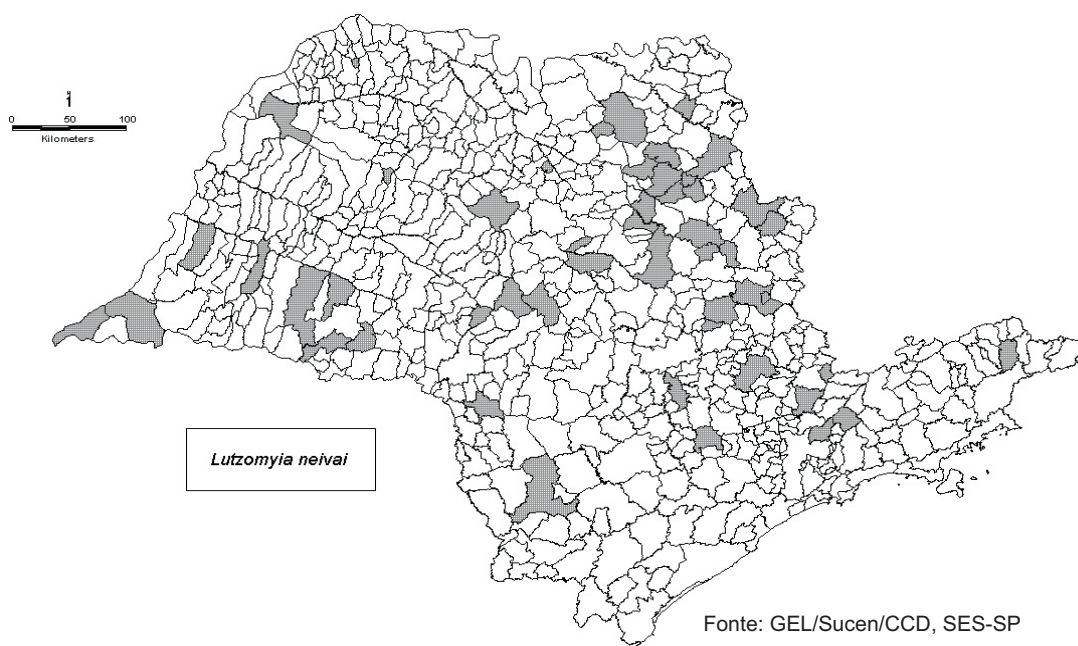 N
0 50 100
Kilometers
Lutzomyia neivai
Fonte: GEL/Sucen/CCD, SES-SP